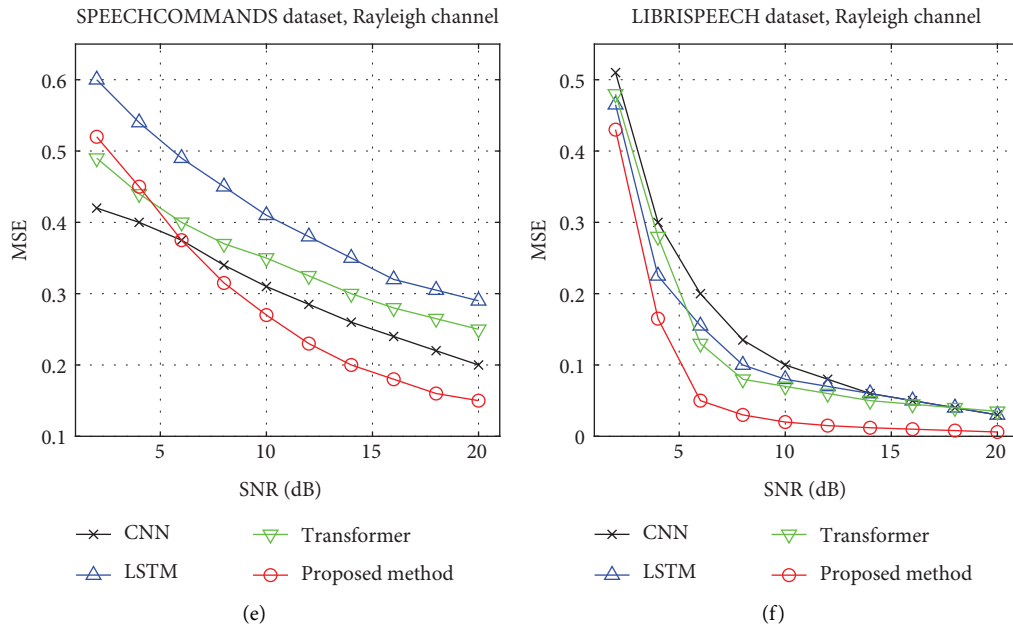 SPEECHCOMMANDS dataset, Rayleigh channel
0.6
0.5
0.4
0.3
0.2
0.1
MSE
5
10
15
20
SNR (dB)
CNN
Transformer
LSTM
Proposed method
(e)
LIBRISPEECH dataset, Rayleigh channel
0.5
0.4
0.3
0.2
0.1
0
MSE
5
10
15
20
SNR (dB)
CNN
Transformer
LSTM
Proposed method
(f)